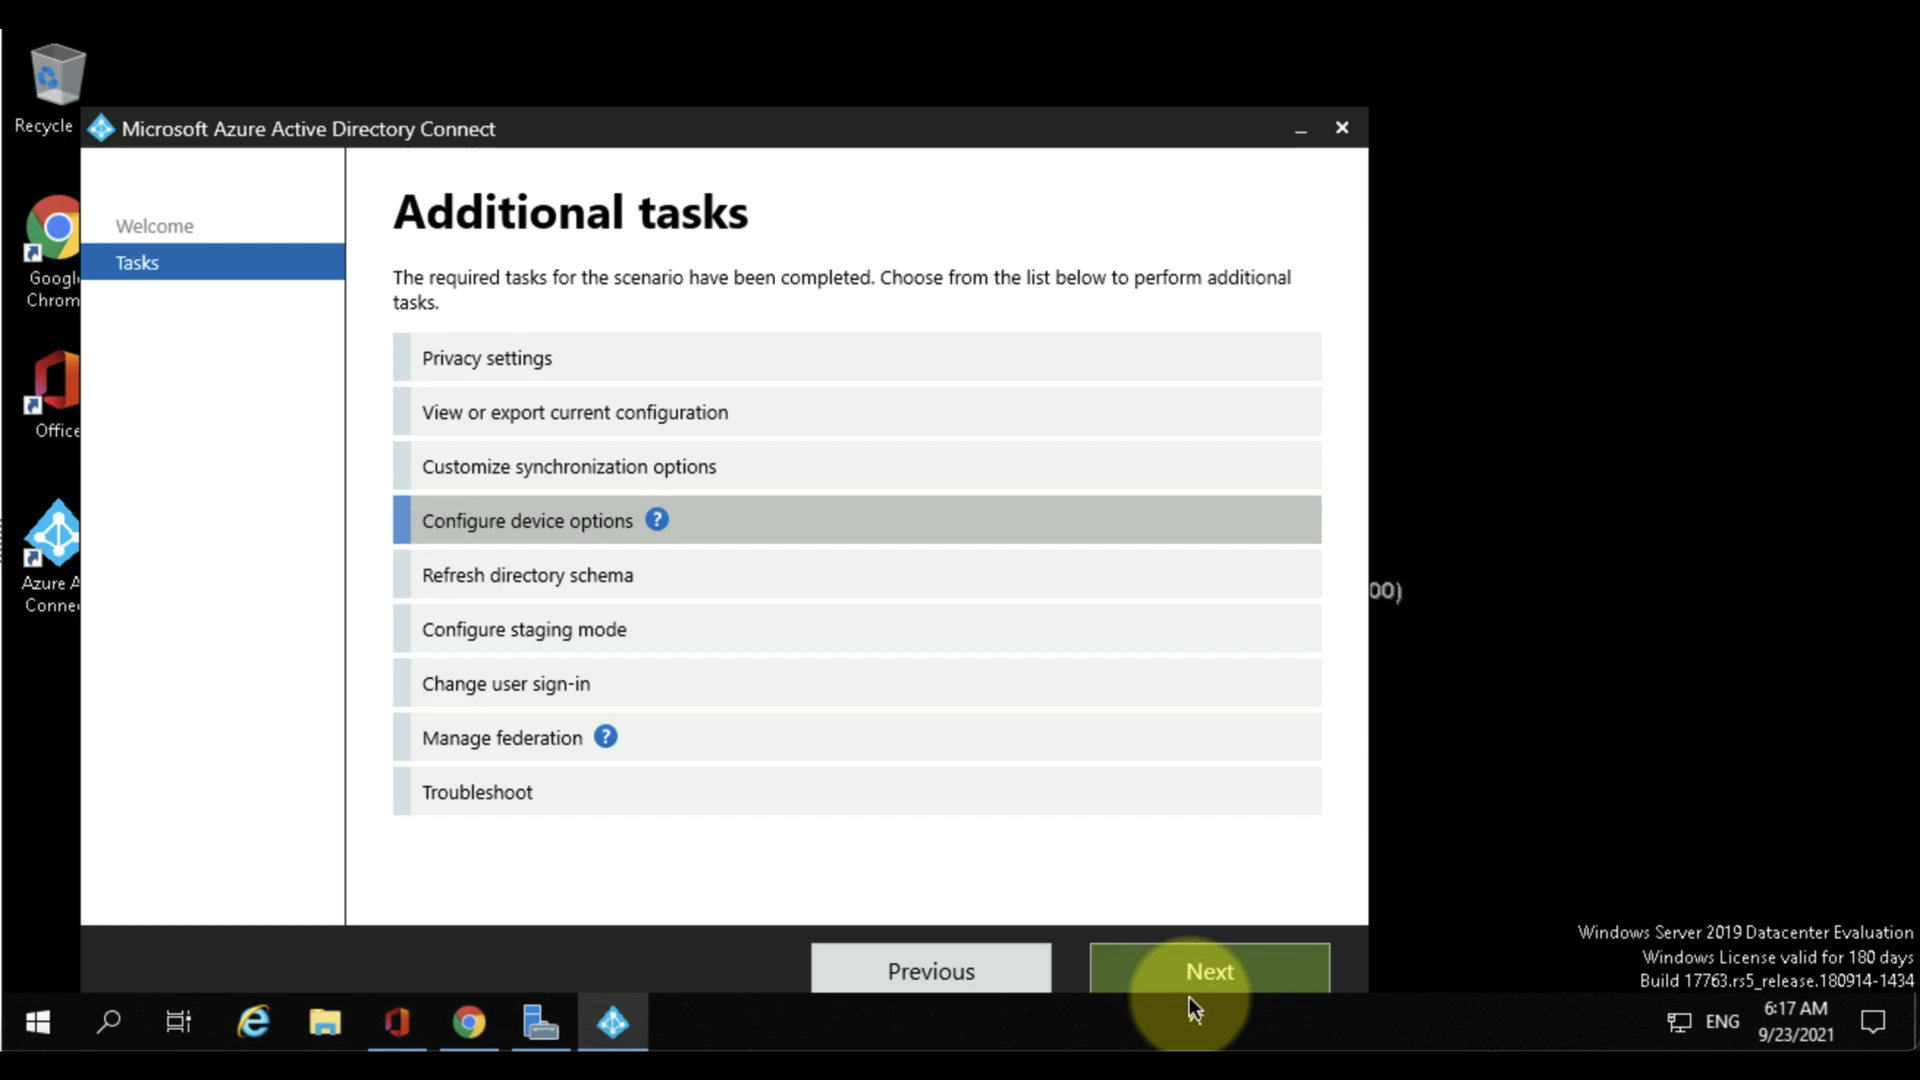 Recycle
Microsoft Azure Active Directory Connect
Welcome
Tasks
Additional tasks
The required tasks for the scenario have been completed. Choose from the list below to perform additional
tasks.
Privacy settings
View or export current configuration
Customize synchronization options
Configure device options ?
Refresh directory schema
Configure staging mode
Change user sign-in
Manage federation ?
Troubleshoot
Previous
Next
Googl
Chrom
Office
Azure A
Conne
00)
Windows Server 2019 Datacenter Evaluation
Windows License valid for 180 days
Build 17763.rs5_release.180914-1434
ENG
6:17 AM
9/23/2021